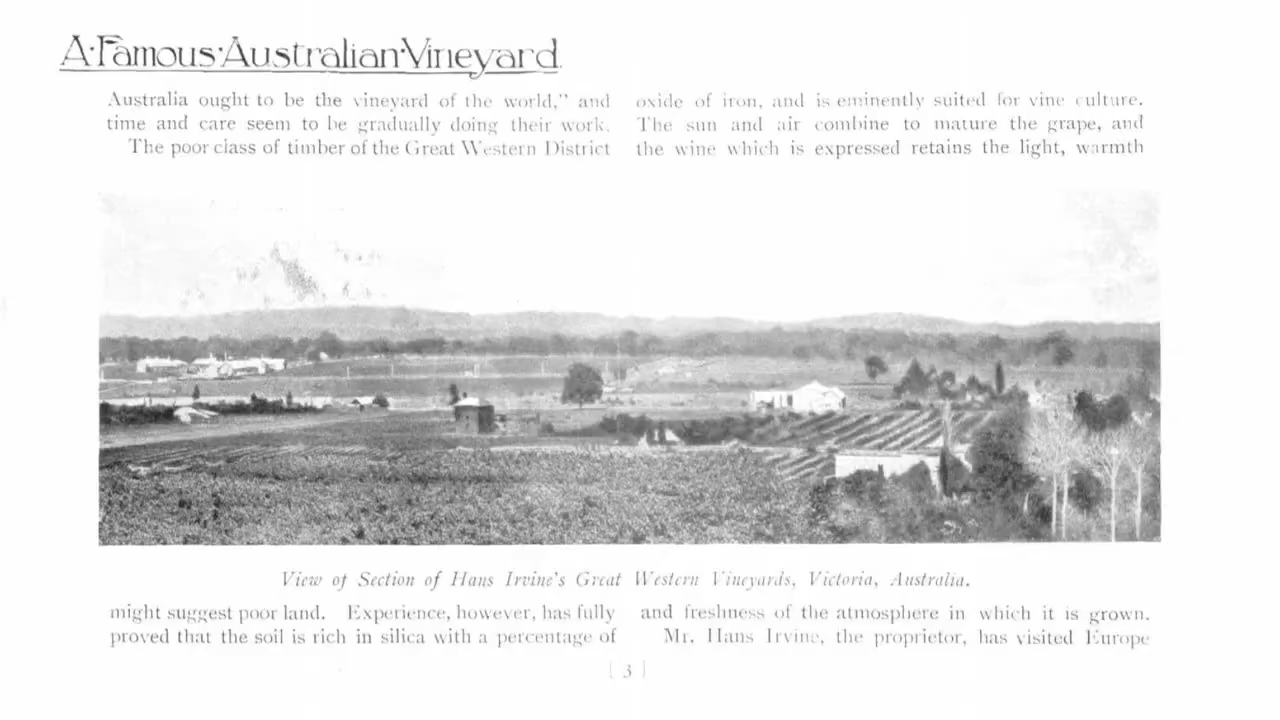 A·Famous·Australian·Vineyard
Australia ought to be the vineyard of the world," and
time and care seem to be gradually doing their work.
The poor class of timber of the Great Western District
might suggest poor land. Experience, however, has fully
proved that the soil is rich in silica with a percentage of
oxide of iron, and is eminently suited for vine culture.
The sun and air combine to mature the grape, and
the wine which is expressed retains the light, warmth
and freshness of the atmosphere in which it is grown.
Mr. Hans Irvine, the proprietor, has visited Europe
View of Section of Hans Irvine's Great Western Vineyards, Victoria, Australia.
[ 3 ]